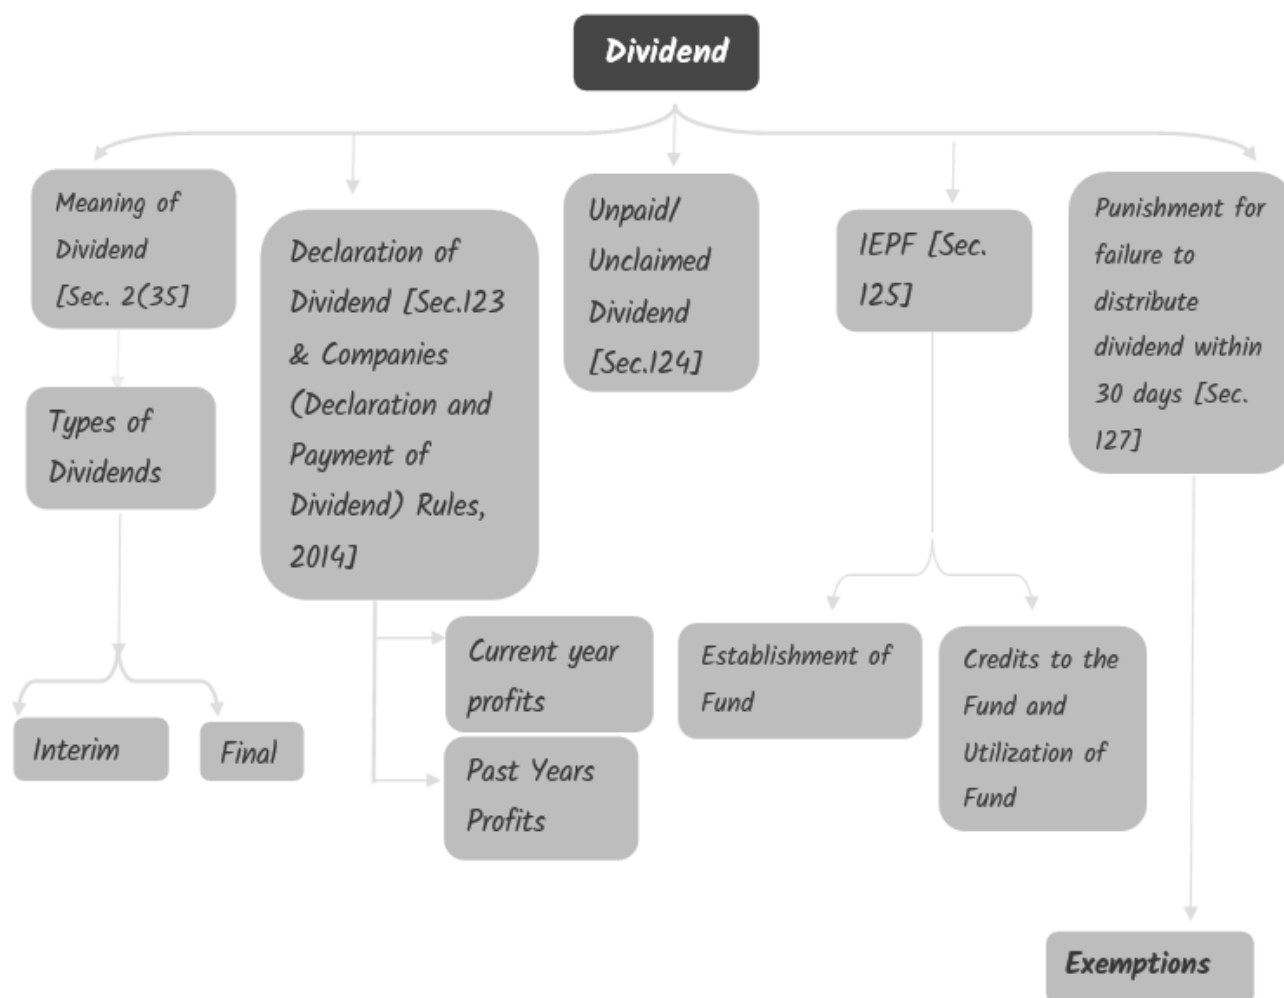 Dividend
Meaning of
Dividend
[Sec. 2(35]
Types of
Dividends
Interim
Final
Declaration of
Dividend [Sec.123
& Companies
(Declaration and
Payment of
Dividend) Rules,
2014]
Current year
profits
Past Years
Profits
Unpaid/
Unclaimed
Dividend
[Sec.124]
IEPF [Sec.
125]
Establishment of
Fund
Credits to the
Fund and
Utilization of
Fund
Punishment for
failure to
distribute
dividend within
30 days [Sec.
127]
Exemptions